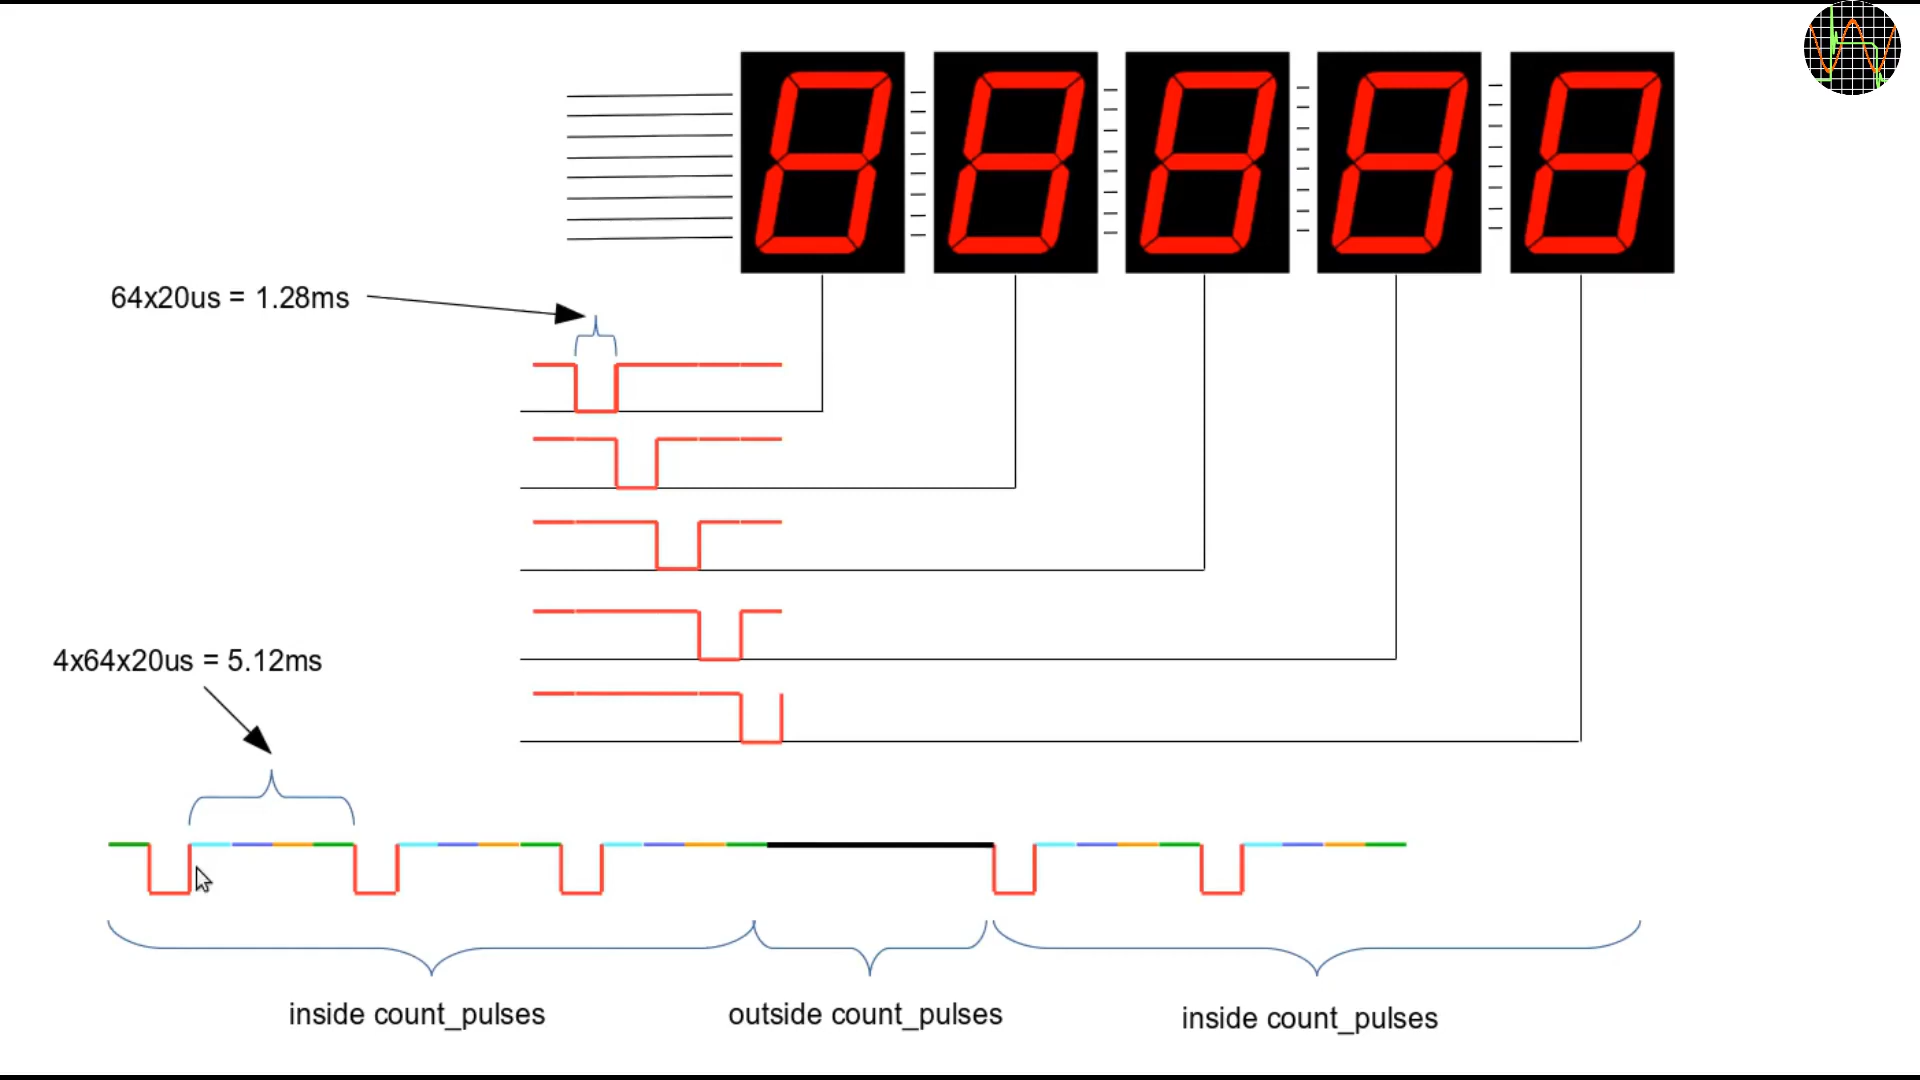 64x20us = 1.28ms
4x64x20us = 5.12ms
inside count_pulses
outside count_pulses
inside count_pulses